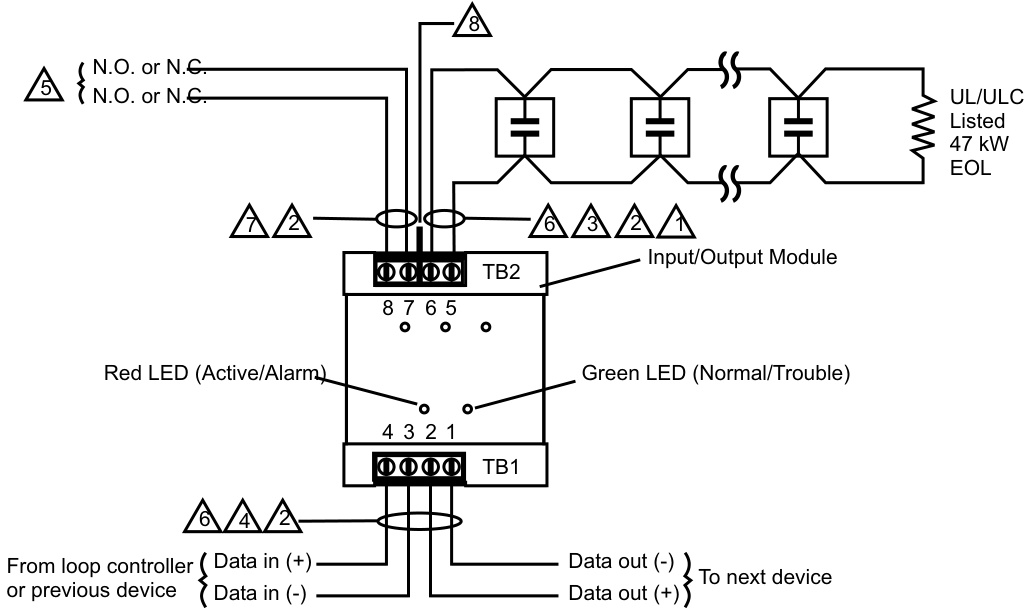 8
N.O. or N.C.
5
N.O. or N.C.
UL/ULC
Listed
47 kW
EOL
7 2
6 3 2 1
Input/Output Module
TB2
8 7 6 5
Red LED (Active/Alarm)
Green LED (Normal/Trouble)
4 3 2 1
TB1
6 4 2
From loop controller
or previous device
Data in (+)
Data in (-)
Data out (-)
Data out (+)
To next device